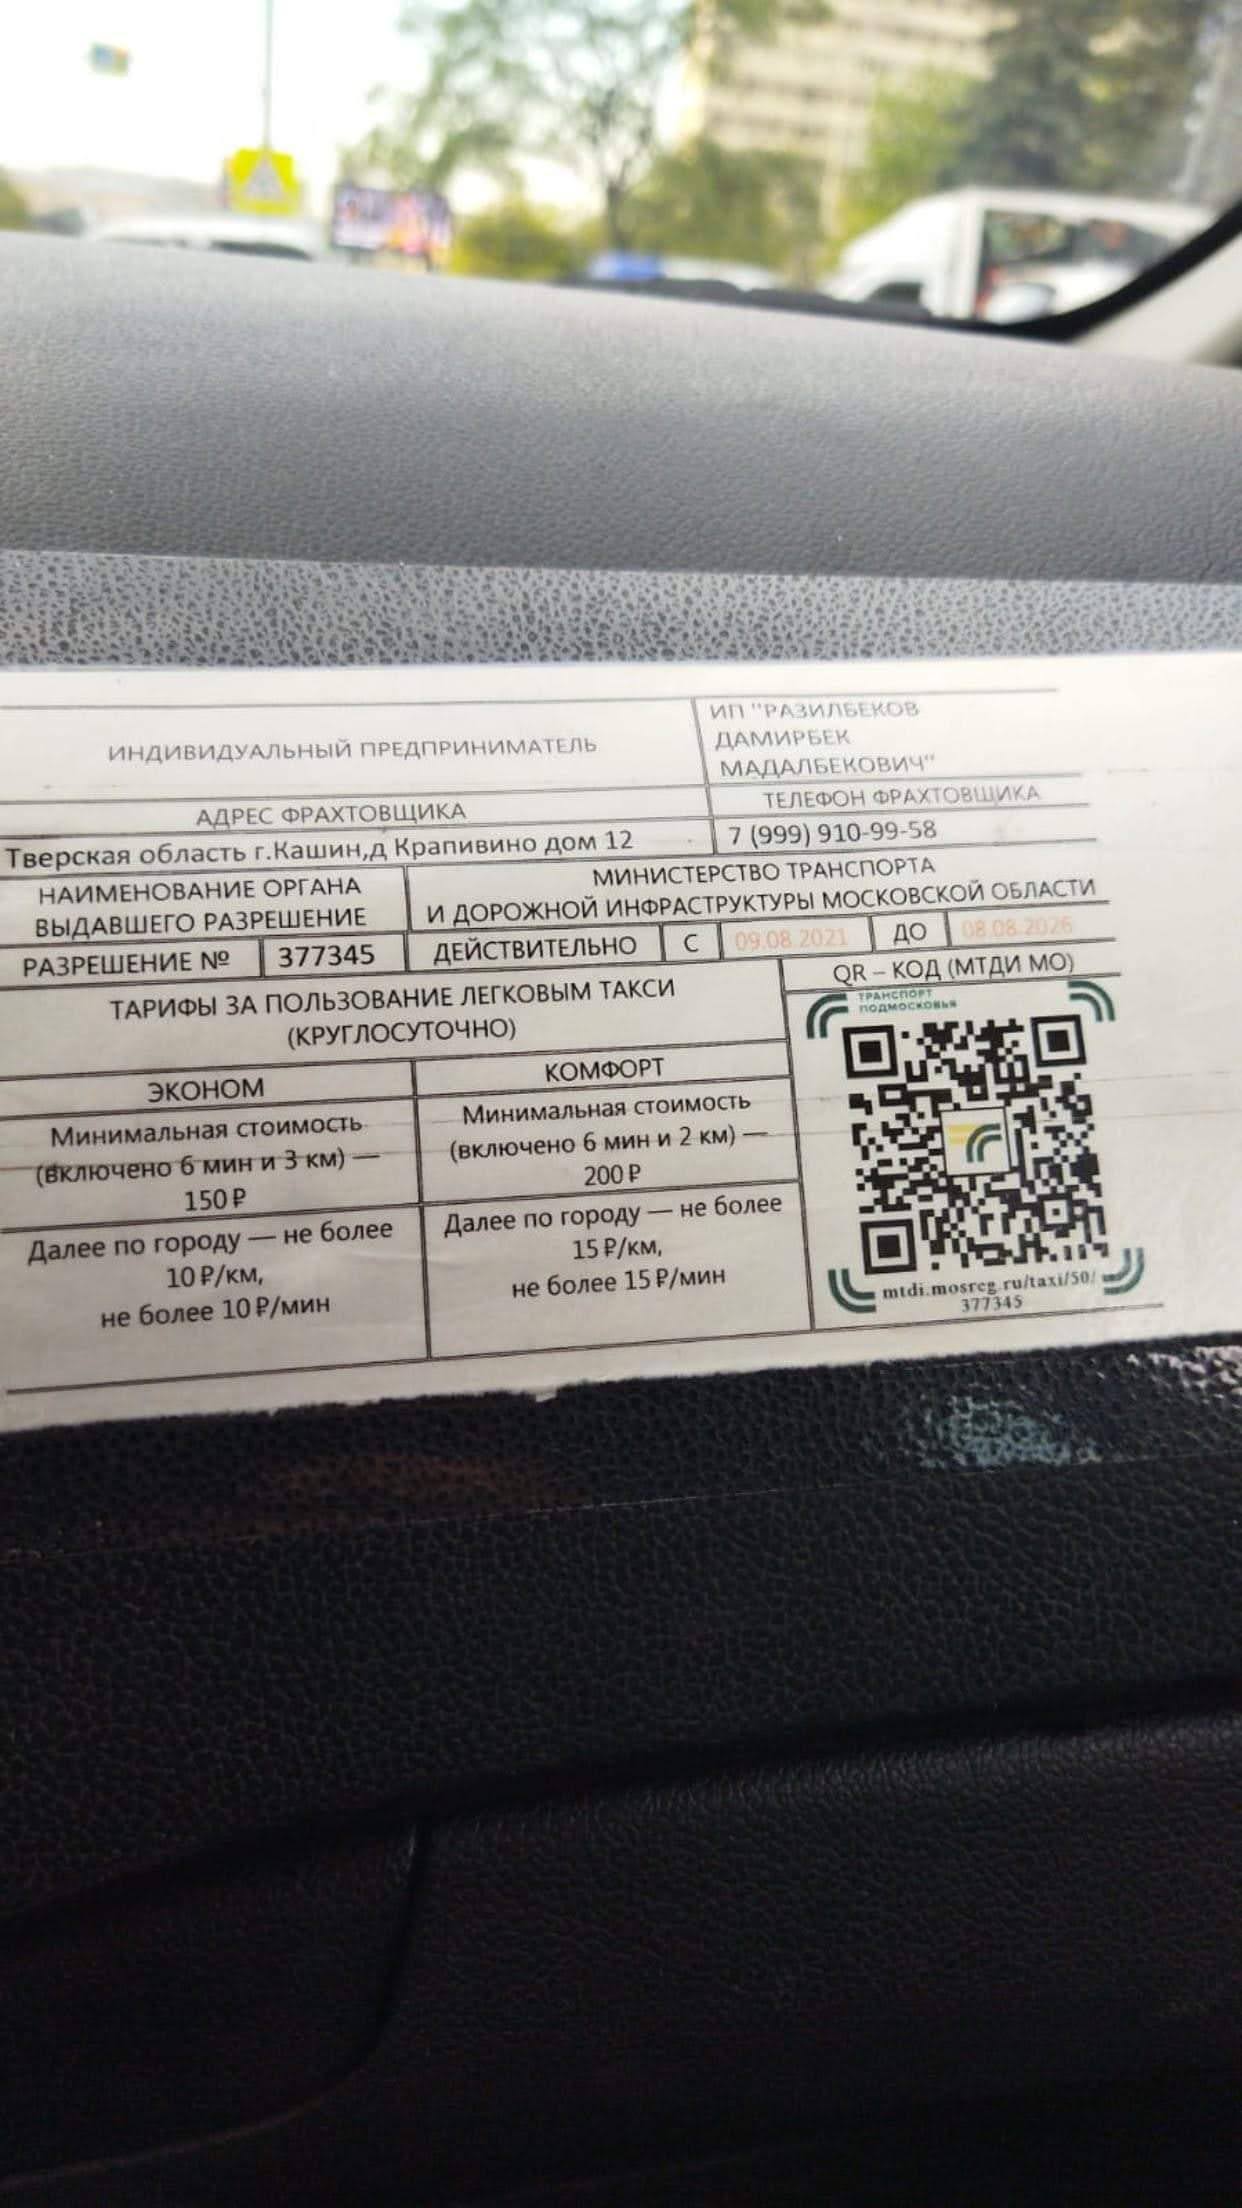 ИНДИВИДУАЛЬНЫЙ ПРЕДПРИНИМАТЕЛЬ
ИП "РАЗИЛБЕКОВ
ДАМИРБЕК
МАДАЛБЕКОВИЧ"
АДРЕС ФРАХТОВЩИКА
ТЕЛЕФОН ФРАХТОВЩИКА
Тверская область г.Кашин,д Крапивино дом 12
7 (999) 910-99-58
НАИМЕНОВАНИЕ ОРГАНА
ВЫДАВШЕГО РАЗРЕШЕНИЕ
МИНИСТЕРСТВО ТРАНСПОРТА
И ДОРОЖНОЙ ИНФРАСТРУКТУРЫ МОСКОВСКОЙ ОБЛАСТИ
РАЗРЕШЕНИЕ № 377345 ДЕЙСТВИТЕЛЬНО С 09.08.2021 ДО 08.08.2026
ТАРИФЫ ЗА ПОЛЬЗОВАНИЕ ЛЕГКОВЫМ ТАКСИ
(КРУГЛОСУТОЧНО)
ЭКОНОМ
Минимальная стоимость
(включено 6 мин и 3 км) —
150 ₽
Далее по городу — не более
10 ₽/км,
не более 10 ₽/мин
КОМФОРТ
Минимальная стоимость
(включено 6 мин и 2 км) —
200 ₽
Далее по городу — не более
15 ₽/км,
не более 15 ₽/мин
QR – КОД (МТДИ МО)
ТРАНСПОРТ
ПОДМОСКОВЬЯ
mtdi.mosreg.ru/taxi/50/
377345